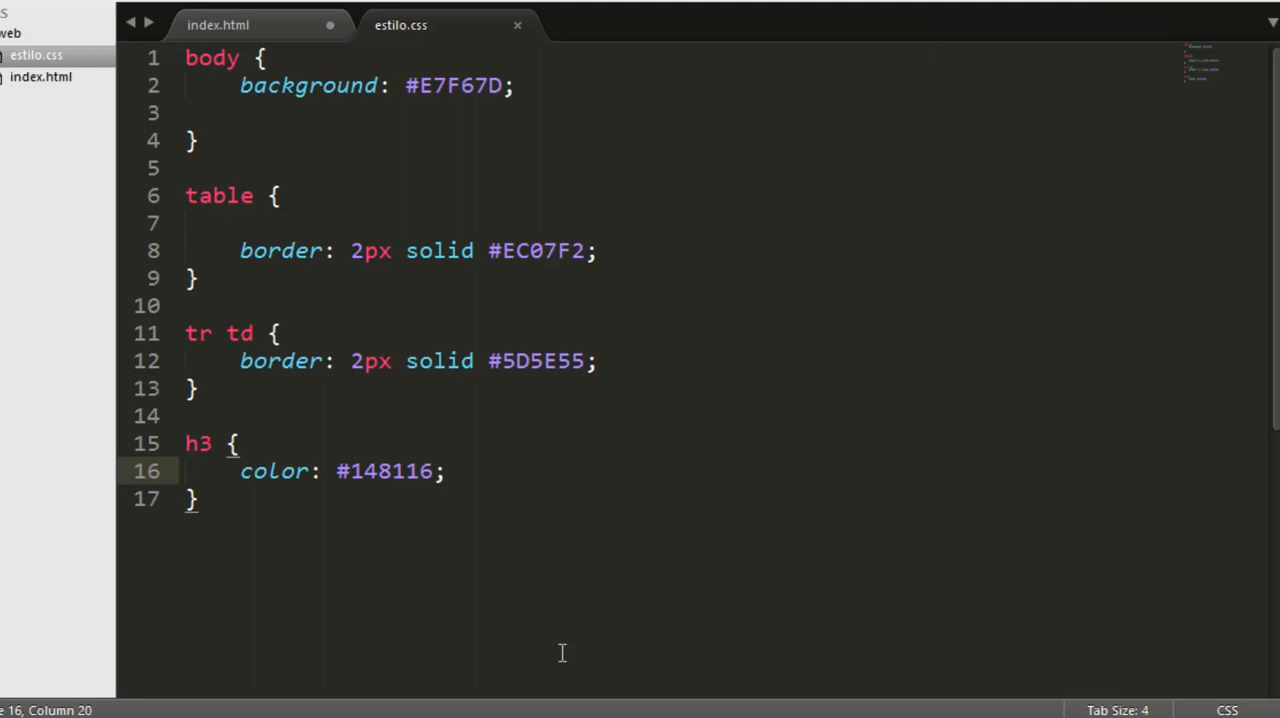 S
web
estilo.css
index.html
index.html
estilo.css
1 body {
2     background: #E7F67D;
3
4 }
5
6 table {
7
8     border: 2px solid #EC07F2;
9 }
10
11 tr td {
12     border: 2px solid #5D5E55;
13 }
14
15 h3 {
16     color: #148116;
17 }
e 16, Column 20
Tab Size: 4
CSS